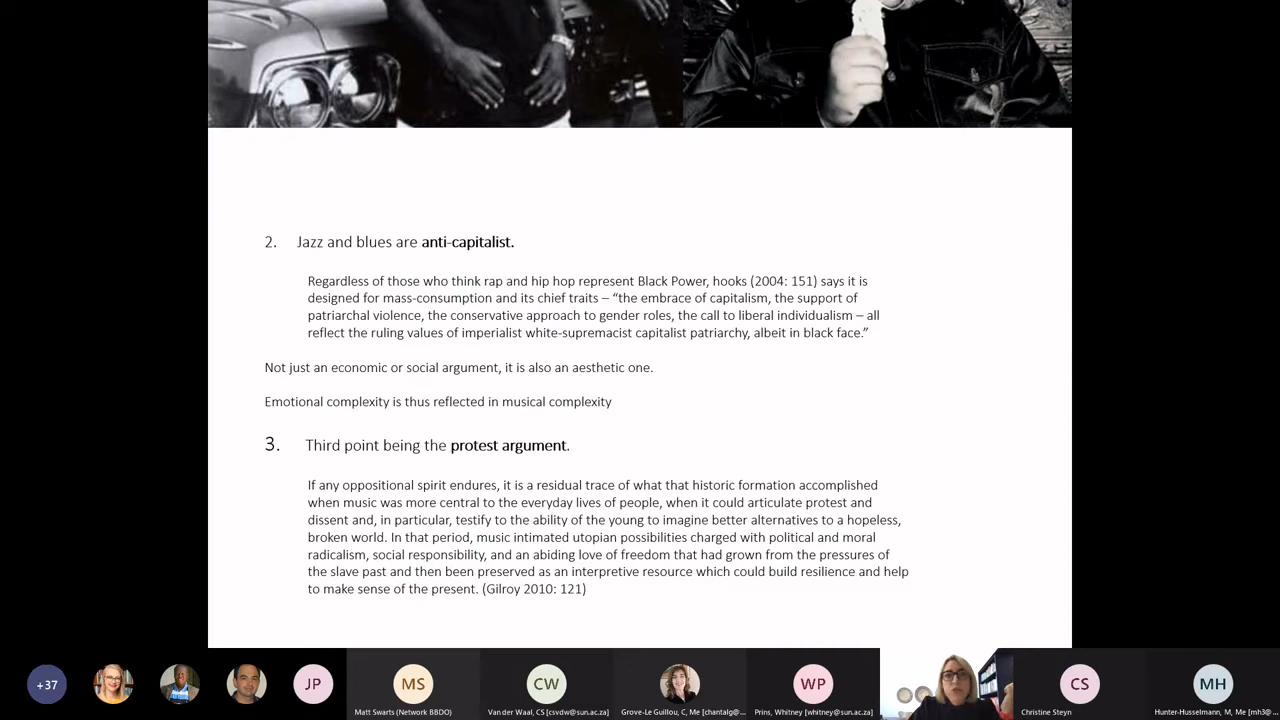 2. Jazz and blues are anti-capitalist.
Regardless of those who think rap and hip hop represent Black Power, hooks (2004: 151) says it is
designed for mass-consumption and its chief traits – “the embrace of capitalism, the support of
patriarchal violence, the conservative approach to gender roles, the call to liberal individualism – all
reflect the ruling values of imperialist white-supremacist capitalist patriarchy, albeit in black face.”
Not just an economic or social argument, it is also an aesthetic one.
Emotional complexity is thus reflected in musical complexity
3. Third point being the protest argument.
If any oppositional spirit endures, it is a residual trace of what that historic formation accomplished
when music was more central to the everyday lives of people, when it could articulate protest and
dissent and, in particular, testify to the ability of the young to imagine better alternatives to a hopeless,
broken world. In that period, music intimated utopian possibilities charged with political and moral
radicalism, social responsibility, and an abiding love of freedom that had grown from the pressures of
the slave past and then been preserved as an interpretive resource which could build resilience and help
to make sense of the present. (Gilroy 2010: 121)
+37 JP MS CW WP CS MH
Matt Swarts (Network BBDO) Van der Waal, CS [csvdw@sun.ac.za] Grove-Le Guillou, C, Me [chantalg@... Prins, Whitney [whitney@sun.ac.za] Christine Steyn Hunter-Husselmann, M, Me [mh3@...